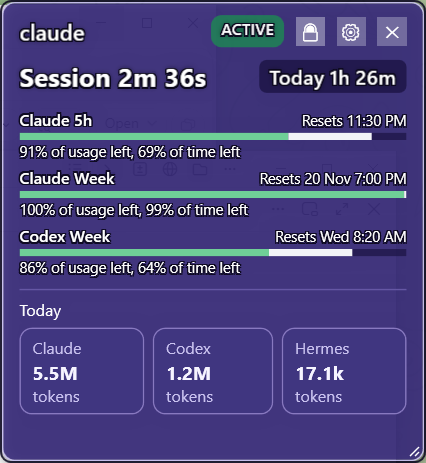 claude
ACTIVE
Session 2m 36s
Today 1h 26m
Claude 5h
Resets 11:30 PM
91% of usage left, 69% of time left
Claude Week
Resets 20 Nov 7:00 PM
100% of usage left, 99% of time left
Codex Week
Resets Wed 8:20 AM
86% of usage left, 64% of time left
Today
Claude
5.5M
tokens
Codex
1.2M
tokens
Hermes
17.1k
tokens
Open